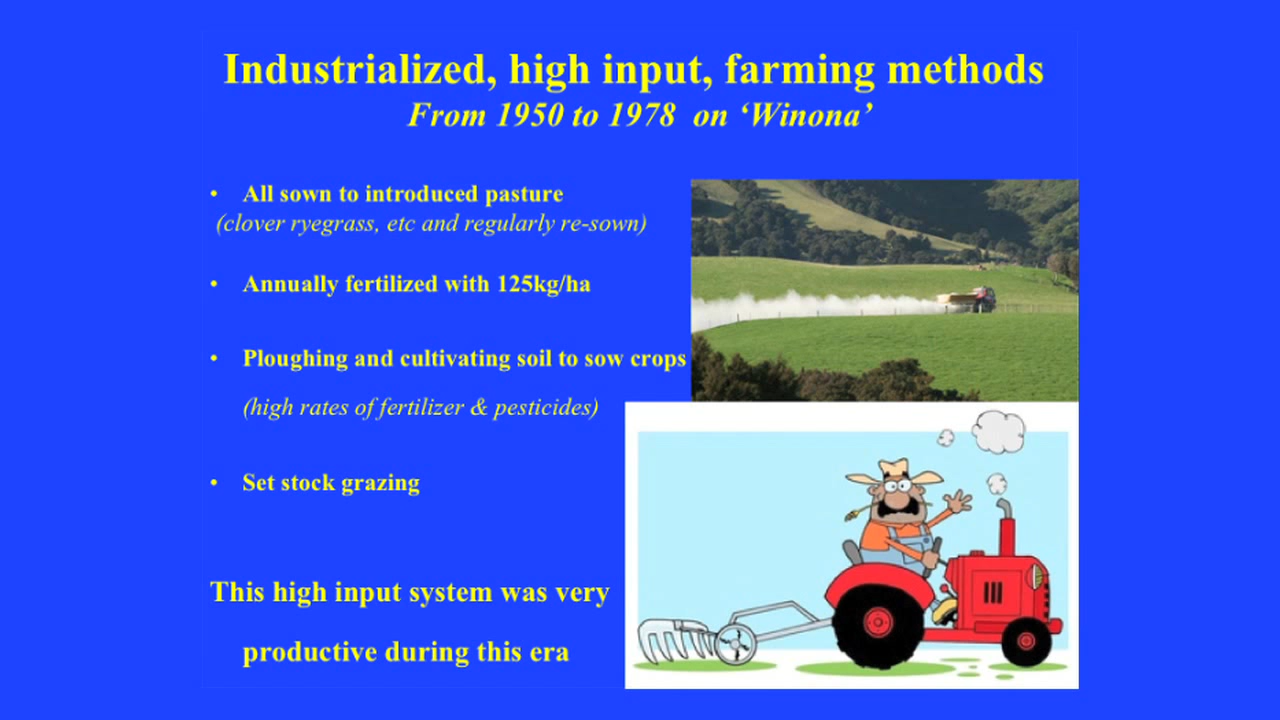 Industrialized, high input, farming methods
From 1950 to 1978 on ‘Winona’
• All sown to introduced pasture
(clover ryegrass, etc and regularly re-sown)
• Annually fertilized with 125kg/ha
• Ploughing and cultivating soil to sow crops
(high rates of fertilizer & pesticides)
• Set stock grazing
This high input system was very
productive during this era